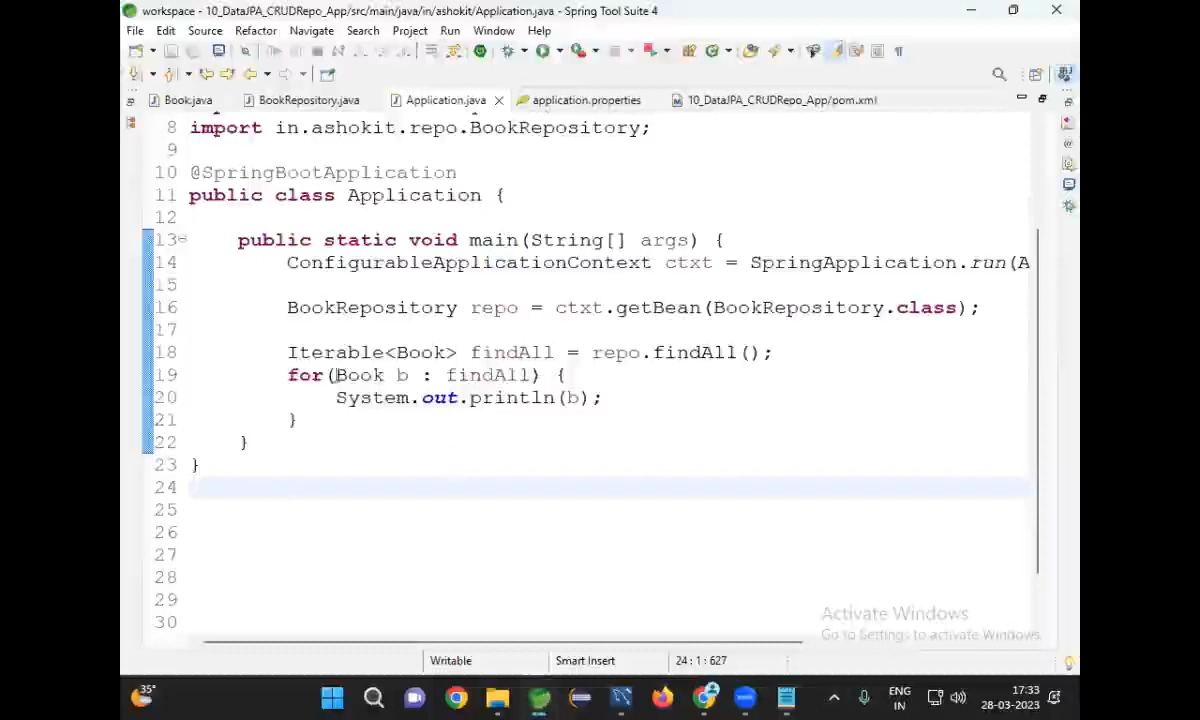 workspace - 10_DataJPA_CRUDRepo_App/src/main/java/in/ashokit/Application.java - Spring Tool Suite 4
File Edit Source Refactor Navigate Search Project Run Window Help
Book.java BookRepository.java Application.java application.properties 10_DataJPA_CRUDRepo_App/pom.xml
8 import in.ashokit.repo.BookRepository;
9
10 @SpringBootApplication
11 public class Application {
12
13 public static void main(String[] args) {
14 ConfigurableApplicationContext ctxt = SpringApplication.run(A
15
16 BookRepository repo = ctxt.getBean(BookRepository.class);
17
18 Iterable<Book> findAll = repo.findAll();
19 for(Book b : findAll) {
20 System.out.println(b);
21 }
22 }
23 }
24
25
26
27
28
29
30
Activate Windows
Go to Settings to activate Windows.
Writable Smart Insert 24 : 1 : 627
35° ENG 17:33
IN 28-03-2023